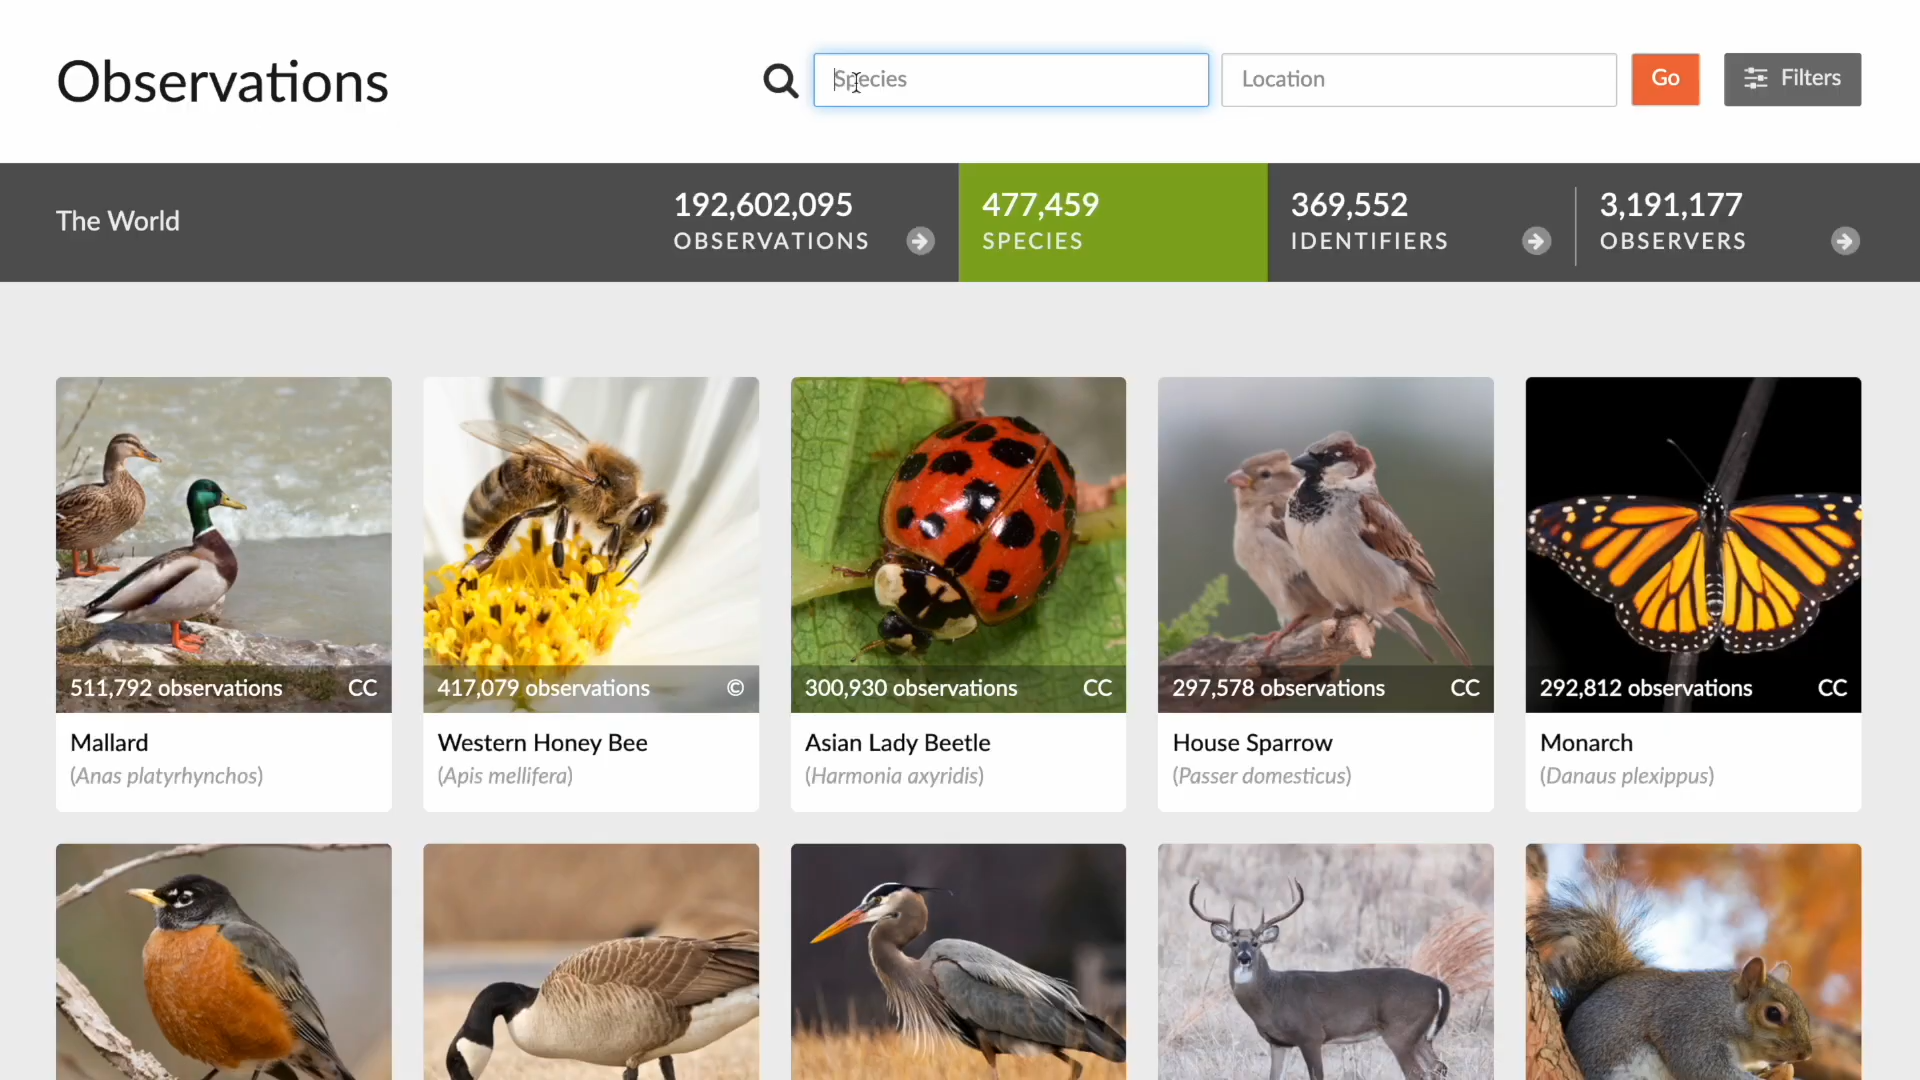 Observations
Species
Location
Go
Filters
The World
192,602,095
OBSERVATIONS
477,459
SPECIES
369,552
IDENTIFIERS
3,191,177
OBSERVERS
511,792 observations CC
417,079 observations ©
300,930 observations CC
297,578 observations CC
292,812 observations CC
Mallard
(Anas platyrhynchos)
Western Honey Bee
(Apis mellifera)
Asian Lady Beetle
(Harmonia axyridis)
House Sparrow
(Passer domesticus)
Monarch
(Danaus plexippus)